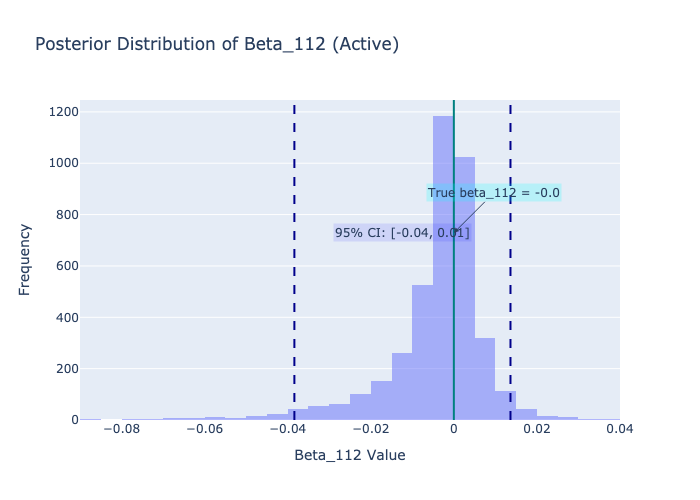 Posterior Distribution of Beta_112 (Active)
1200
1000
800
600
400
200
0
Frequency
True beta_112 = -0.0
95% CI: [-0.04, 0.01]
−0.08
−0.06
−0.04
−0.02
0
0.02
0.04
Beta_112 Value